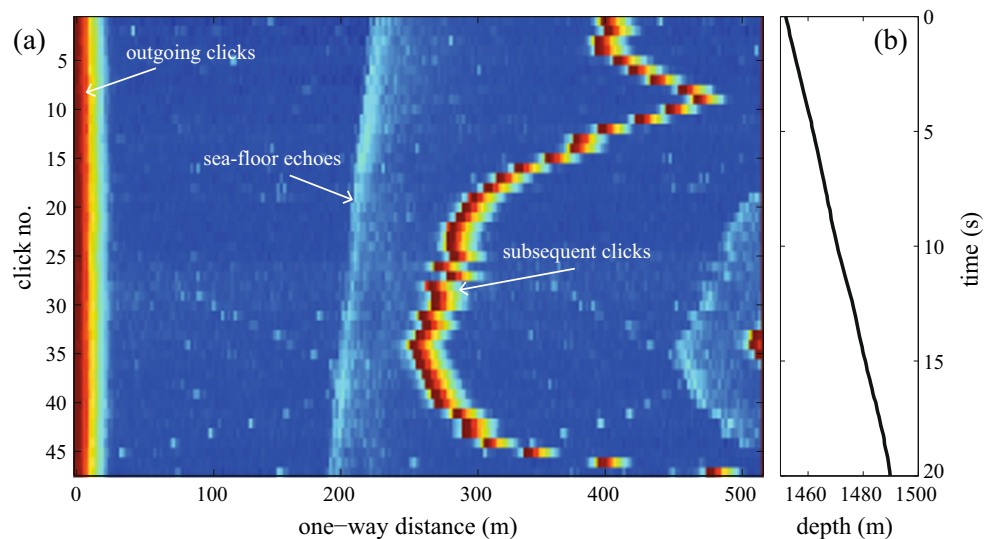 (a)
outgoing clicks
sea-floor echoes
subsequent clicks
5
10
15
20
25
30
35
40
45
click no.
0 100 200 300 400 500
one−way distance (m)
(b)
0
5
10
15
20
time (s)
1460 1480 1500
depth (m)